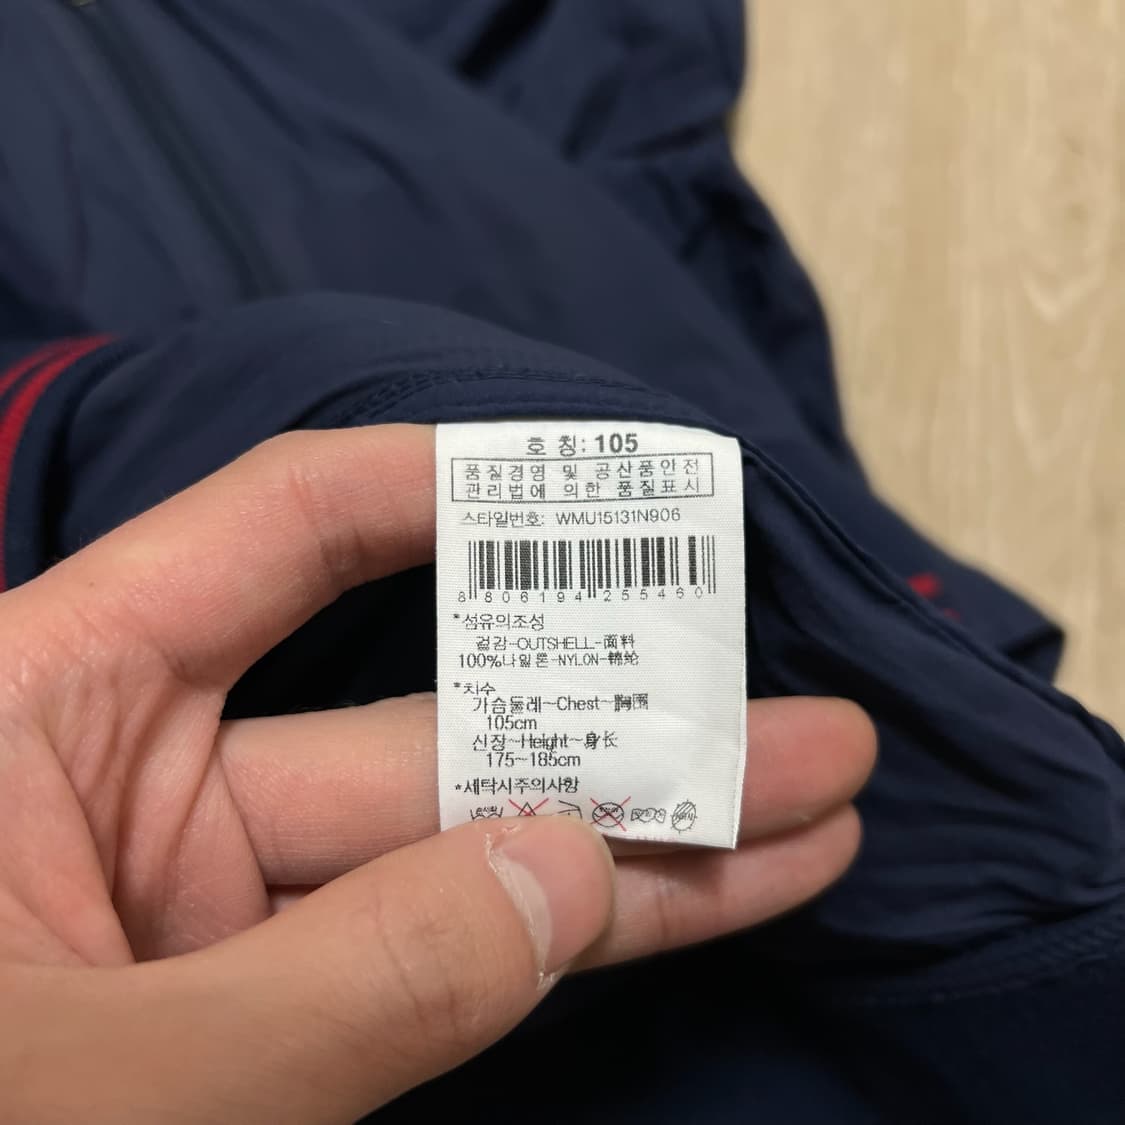 호 칭: 105
품질경영 및 공산품안전
관리법에 의한 품질표시
스타일번호: WMU15131N906
8 806194 255460
*섬유의조성
겉감-OUTSHELL-面料
100%나일론-NYLON-锦纶
*치수
가슴둘레~Chest~胸围
105cm
신장~Height~身长
175~185cm
*세탁시주의사항